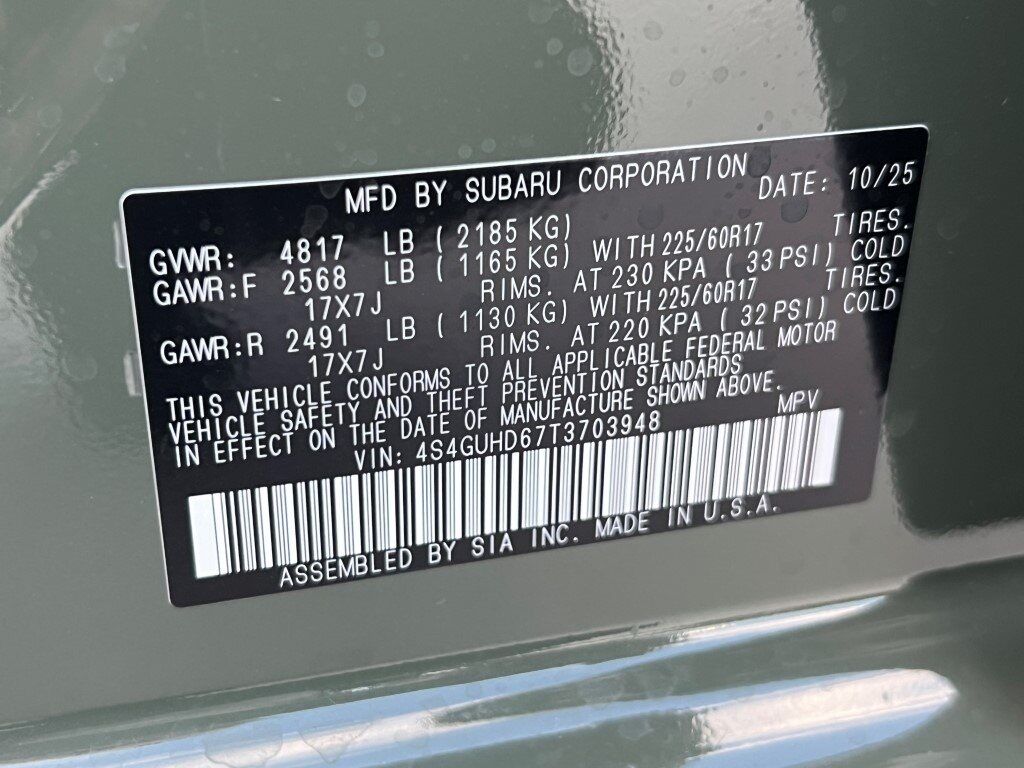 MFD BY SUBARU CORPORATION DATE: 10/25
GVWR: 4817 LB ( 2185 KG)
GAWR:F 2568 LB ( 1165 KG) WITH 225/60R17 TIRES.
17X7J RIMS. AT 230 KPA ( 33 PSI) COLD
GAWR:R 2491 LB ( 1130 KG) WITH 225/60R17 TIRES.
17X7J RIMS. AT 220 KPA ( 32 PSI) COLD
THIS VEHICLE CONFORMS TO ALL APPLICABLE FEDERAL MOTOR
VEHICLE SAFETY AND THEFT PREVENTION STANDARDS
IN EFFECT ON THE DATE OF MANUFACTURE SHOWN ABOVE.
VIN: 4S4GUHD67T3703948 MPV
ASSEMBLED BY SIA INC. MADE IN U.S.A.